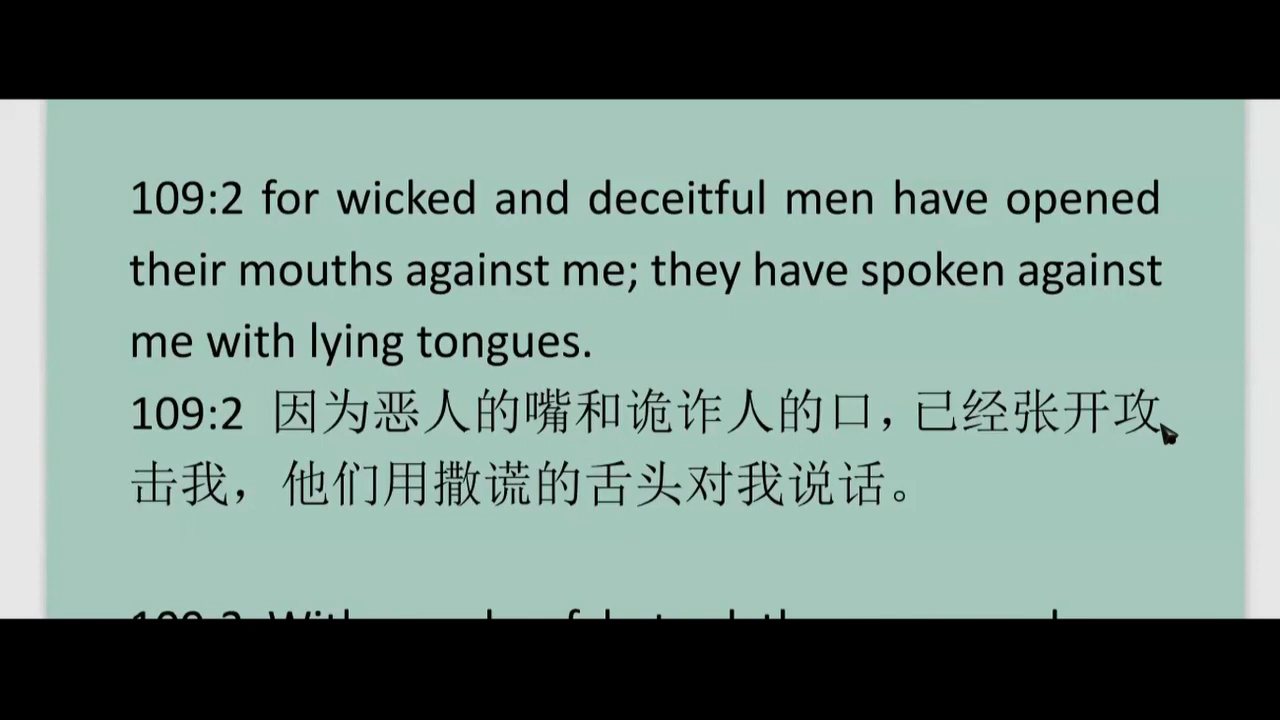 109:2 for wicked and deceitful men have opened
their mouths against me; they have spoken against
me with lying tongues.
109:2 因为恶人的嘴和诡诈人的口，已经张开攻
击我，他们用撒谎的舌头对我说话。